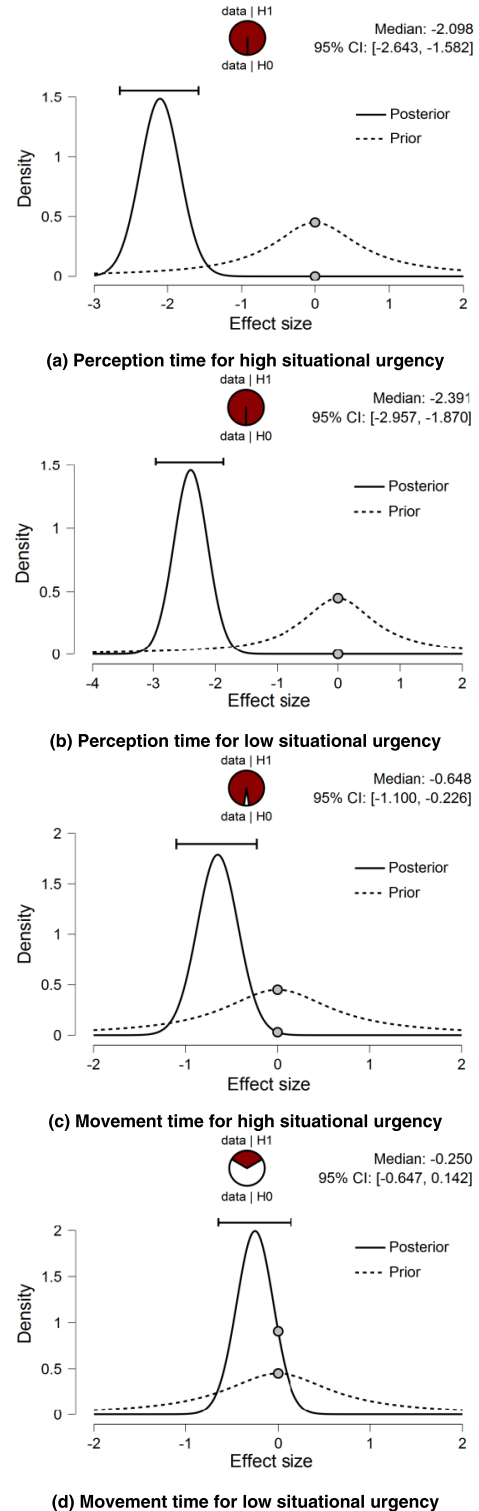 data | H1
data | H0
Median: -2.098
95% CI: [-2.643, -1.582]
1.5
1
0.5
0
Density
Posterior
Prior
-3 -2 -1 0 1 2
Effect size
(a) Perception time for high situational urgency
data | H1
data | H0
Median: -2.391
95% CI: [-2.957, -1.870]
1.5
1
0.5
0
Density
Posterior
Prior
-4 -3 -2 -1 0 1 2
Effect size
(b) Perception time for low situational urgency
data | H1
data | H0
Median: -0.648
95% CI: [-1.100, -0.226]
2
1.5
1
0.5
0
Density
Posterior
Prior
-2 -1 0 1 2
Effect size
(c) Movement time for high situational urgency
data | H1
data | H0
Median: -0.250
95% CI: [-0.647, 0.142]
2
1.5
1
0.5
0
Density
Posterior
Prior
-2 -1 0 1 2
Effect size
(d) Movement time for low situational urgency